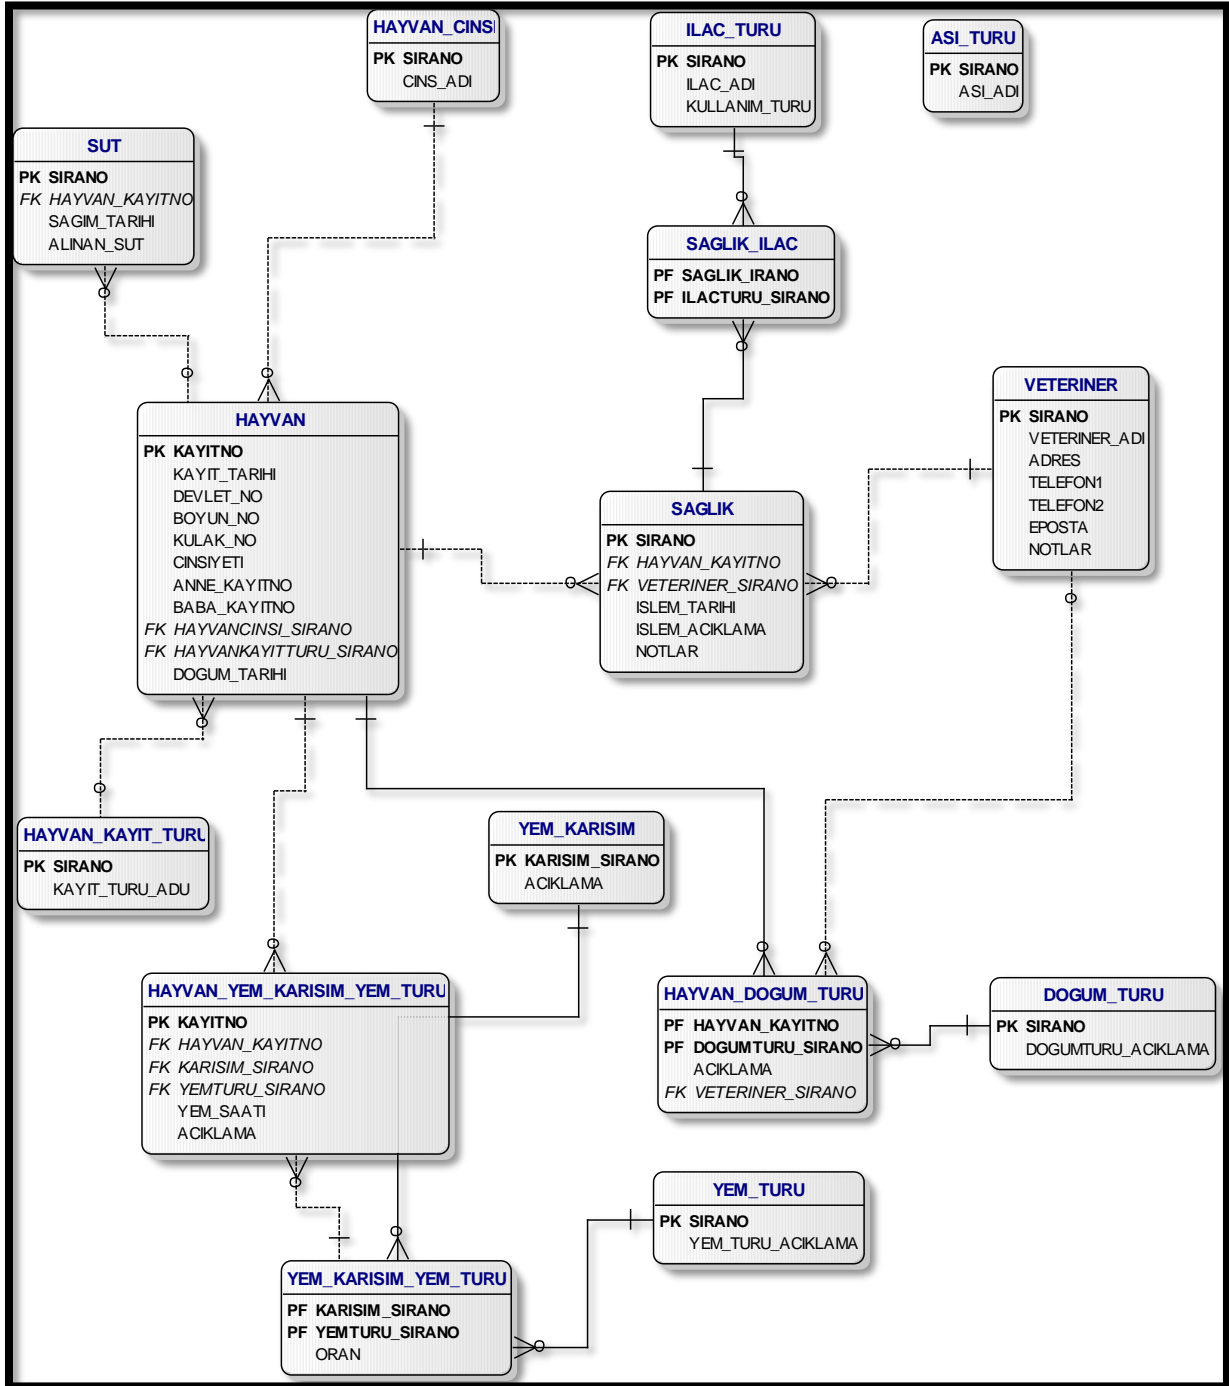 HAYVAN_CINSI
PK SIRANO
CINS_ADI
ILAC_TURU
PK SIRANO
ILAC_ADI
KULLANIM_TURU
ASI_TURU
PK SIRANO
ASI_ADI
SUT
PK SIRANO
FK HAYVAN_KAYITNO
SAGIM_TARIHI
ALINAN_SUT
SAGLIK_ILAC
PF SAGLIK_IRANO
PF ILACTURU_SIRANO
HAYVAN
PK KAYITNO
KAYIT_TARIHI
DEVLET_NO
BOYUN_NO
KULAK_NO
CINSIYETI
ANNE_KAYITNO
BABA_KAYITNO
FK HAYVANCINSI_SIRANO
FK HAYVANKAYITTURU_SIRANO
DOGUM_TARIHI
SAGLIK
PK SIRANO
FK HAYVAN_KAYITNO
FK VETERINER_SIRANO
ISLEM_TARIHI
ISLEM_ACIKLAMA
NOTLAR
VETERINER
PK SIRANO
VETERINER_ADI
ADRES
TELEFON1
TELEFON2
EPOSTA
NOTLAR
HAYVAN_KAYIT_TURU
PK SIRANO
KAYIT_TURU_ADU
YEM_KARISIM
PK KARISIM_SIRANO
ACIKLAMA
HAYVAN_YEM_KARISIM_YEM_TURU
PK KAYITNO
FK HAYVAN_KAYITNO
FK KARISIM_SIRANO
FK YEMTURU_SIRANO
YEM_SAATI
ACIKLAMA
HAYVAN_DOGUM_TURU
PF HAYVAN_KAYITNO
PF DOGUMTURU_SIRANO
ACIKLAMA
FK VETERINER_SIRANO
DOGUM_TURU
PK SIRANO
DOGUMTURU_ACIKLAMA
YEM_TURU
PK SIRANO
YEM_TURU_ACIKLAMA
YEM_KARISIM_YEM_TURU
PF KARISIM_SIRANO
PF YEMTURU_SIRANO
ORAN